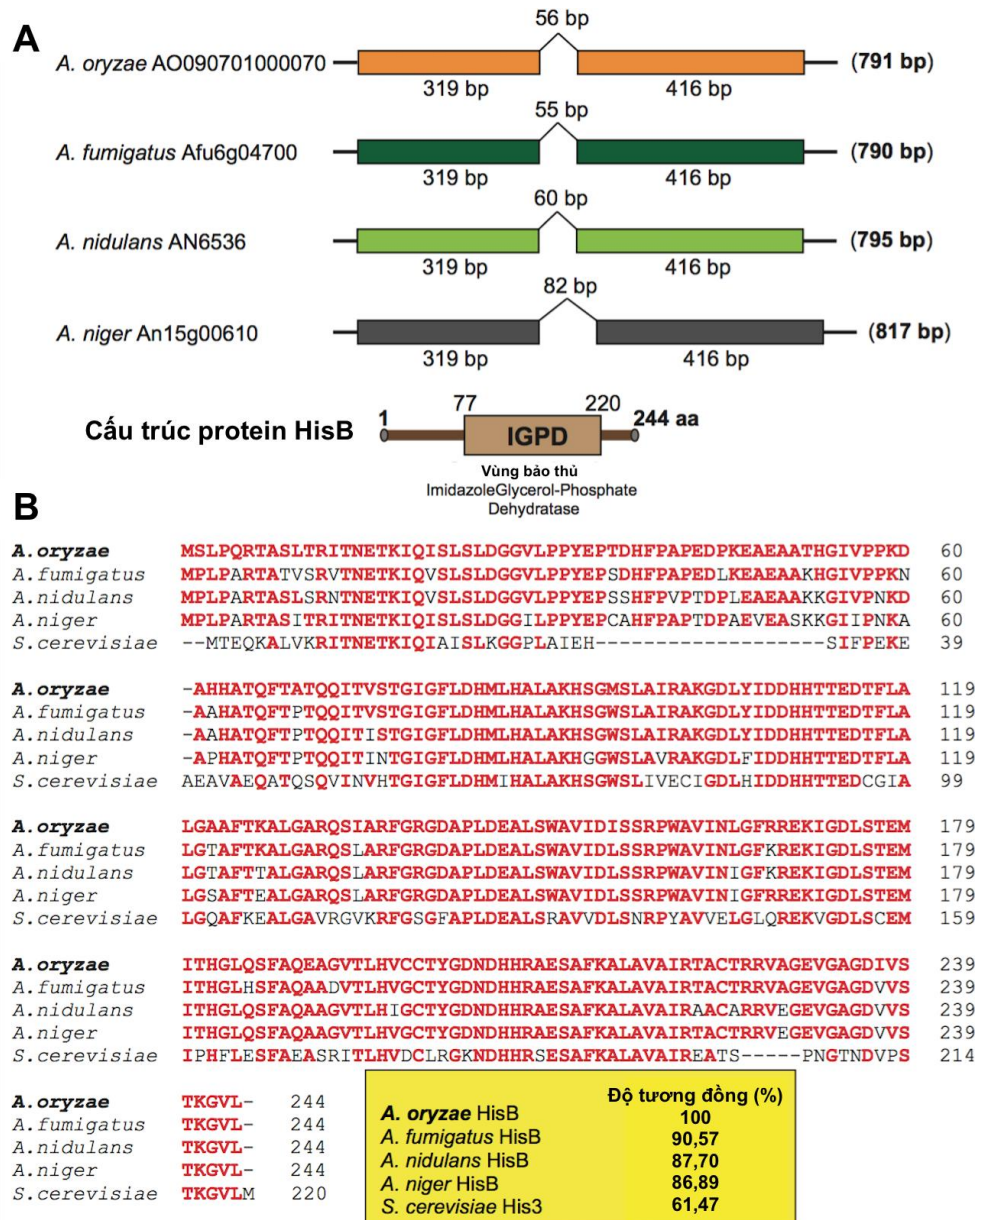 A
56 bp
A. oryzae AO090701000070
(791 bp)
319 bp
416 bp
55 bp
A. fumigatus Afu6g04700
(790 bp)
319 bp
416 bp
60 bp
A. nidulans AN6536
(795 bp)
319 bp
416 bp
82 bp
A. niger An15g00610
(817 bp)
319 bp
416 bp
Cấu trúc protein HisB
1
77
220
244 aa
IGPD
Vùng bảo thủ
ImidazoleGlycerol-Phosphate
Dehydratase
B
A.oryzae MSLPQRTASLTRITNETKIQISLSLDGGVLPPYEPTDHFPAPEDPKEAEAATHGIVPPKD 60
A.fumigatus MPLPARTATVSRVTNETKIQVSLSLDGGVLPPYEPSDHFPAPEDLKEAEAAKHGIVPPKN 60
A.nidulans MPLPARTASLSRNTNETKIQVSLSLDGGVLPPYEPSSHFPVPTDPLEAEAAKKGIVPNKD 60
A.niger MPLPARTASITRITNETKIQISLSLDGGILPPYEPCAHFPAPTDPAEVEASKKGIIPNKA 60
S.cerevisiae --MTEQKALVKRITNETKIQIAISLKGGPLAIEH-------------------SIFPEKE 39
A.oryzae -AHHATQFTATQQITVSTGIGFLDHMLHALAKHSGMSLAIRAKGDLYIDDHHTTEDTFLA 119
A.fumigatus -AAHATQFTPTQQITVSTGIGFLDHMLHALAKHSGWSLAIRAKGDLYIDDHHTTEDTFLA 119
A.nidulans -AAHATQFTPTQQITISTGIGFLDHMLHALAKHSGWSLAIRAKGDLYIDDHHTTEDTFLA 119
A.niger -APHATQFTPTQQITINTGIGFLDHMLHALAKHGGWSLAVRAKGDLFIDDHHTTEDTFLA 119
S.cerevisiae AEAVAEQATQSQVINVHTGIGFLDHMIHALAKHSGWSLIVECIGDLHIDDHHTTEDCGIA 99
A.oryzae LGAAFTKALGARQSIARFGRGDAPLDEALSWAVIDISSRPWAVINLGFRREKIGDLSTEM 179
A.fumigatus LGTAFTKALGARQSLARFGRGDAPLDEALSWAVIDLSSRPWAVINLGFKREKIGDLSTEM 179
A.nidulans LGTAFTTALGARQSLARFGRGDAPLDEALSWAVIDLSSRPWAVINIGFKREKIGDLSTEM 179
A.niger LGSAFTEALGARQSLARFGRGDAPLDEALSWAVIDLSSRPWAVINIGFRREKIGDLSTEM 179
S.cerevisiae LGQAFKEALGAVRGVKRFGSGFAPLDEALSRAVVDLSNRPYAVVELGLQREKVGDLSCEM 159
A.oryzae ITHGLQSFAQEAGVTLHVCCTYGDNDHHRAESAFKALAVAIRTACTRRVAGEVGAGDIVS 239
A.fumigatus ITHGLHSFAQAADVTLHVGCTYGDNDHHRAESAFKALAVAIRTACTRRVAGEVGAGDVVS 239
A.nidulans ITHGLQSFAQAAGVTLHIGCTYGDNDHHRAESAFKALAVAIRAACARRVEGEVGAGDVVS 239
A.niger ITHGLQSFAQAAGVTLHVGCTYGDNDHHRAESAFKALAVAIRTACTRRVEGEVGAGDVVS 239
S.cerevisiae IPHFLESFAEASRITLHVDCLRGKNDHHRSESAFKALAVAIREATS-----PNGTNDVPS 214
A.oryzae TKGVL- 244
A.fumigatus TKGVL- 244
A.nidulans TKGVL- 244
A.niger TKGVL- 244
S.cerevisiae TKGVLM 220
Độ tương đồng (%)
A. oryzae HisB 100
A. fumigatus HisB 90,57
A. nidulans HisB 87,70
A. niger HisB 86,89
S. cerevisiae His3 61,47